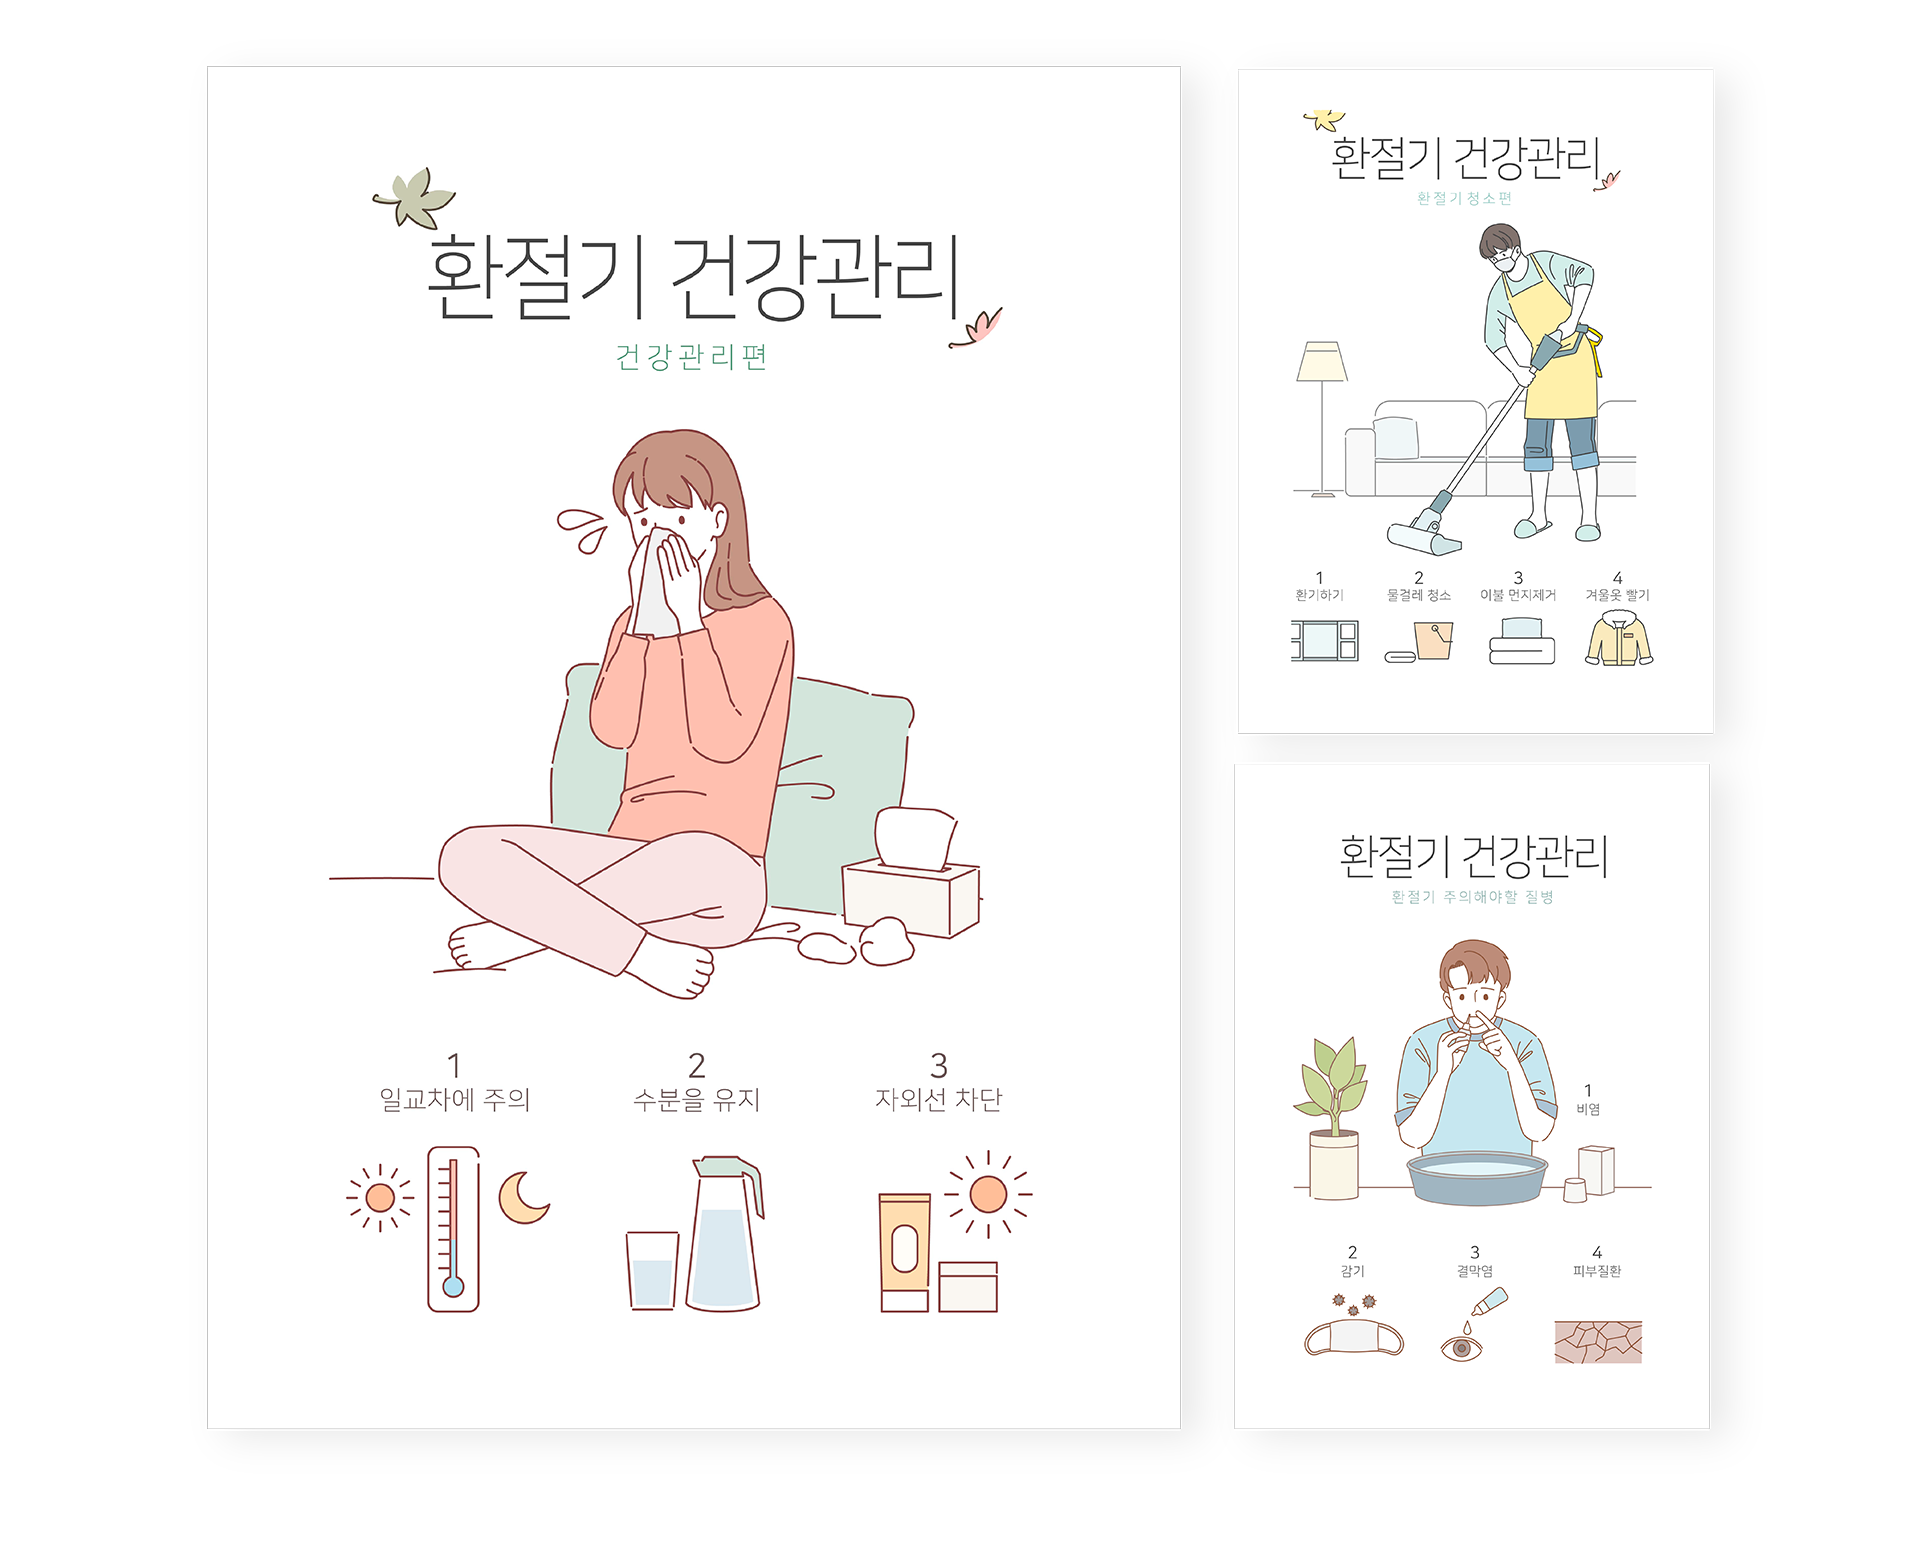 환절기 건강관리
건강관리편
1
일교차에 주의
2
수분을 유지
3
자외선 차단
환절기 건강관리
환절기청소편
1
환기하기
2
물걸레 청소
3
이불 먼지제거
4
겨울옷 빨기
환절기 건강관리
환절기 주의해야할 질병
1
비염
2
감기
3
결막염
4
피부질환